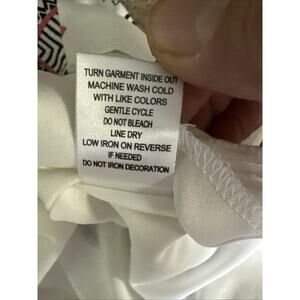 TURN GARMENT INSIDE OUT
MACHINE WASH COLD
WITH LIKE COLORS
GENTLE CYCLE
DO NOT BLEACH
LINE DRY
LOW IRON ON REVERSE
IF NEEDED
DO NOT IRON DECORATION